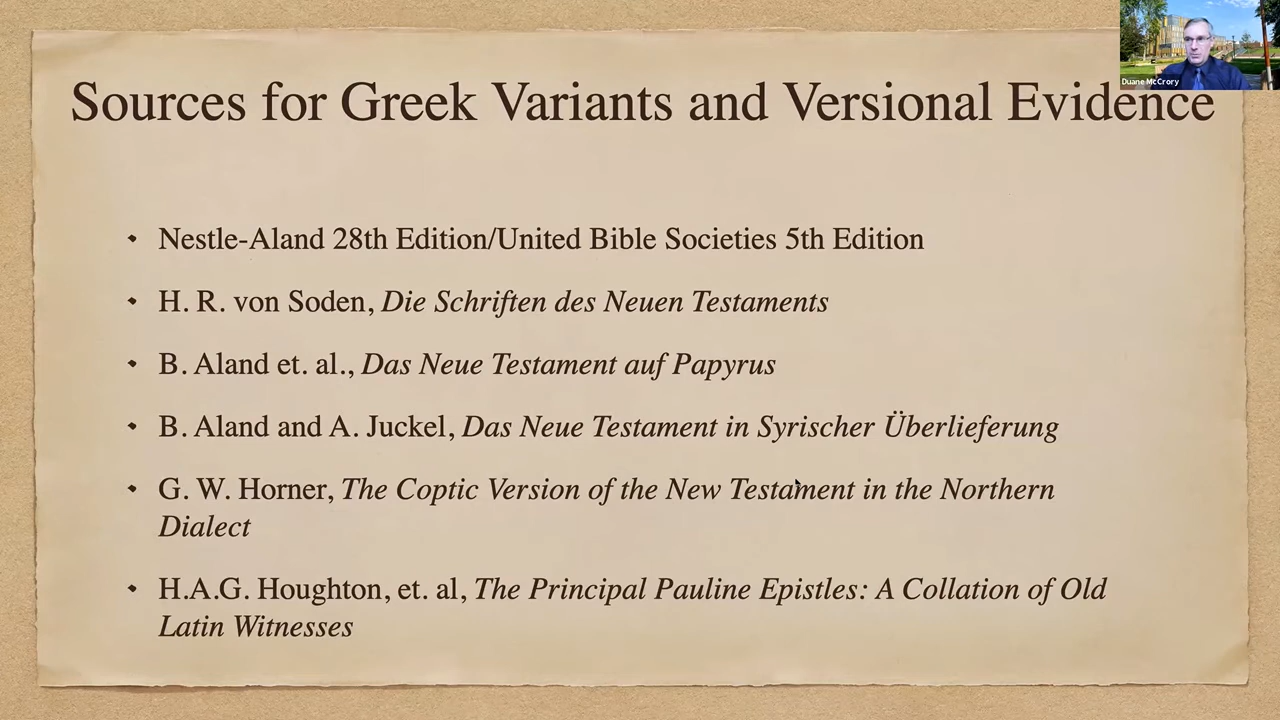 Duane McCrory
Sources for Greek Variants and Versional Evidence
• Nestle-Aland 28th Edition/United Bible Societies 5th Edition
• H. R. von Soden, Die Schriften des Neuen Testaments
• B. Aland et. al., Das Neue Testament auf Papyrus
• B. Aland and A. Juckel, Das Neue Testament in Syrischer Überlieferung
• G. W. Horner, The Coptic Version of the New Testament in the Northern
Dialect
• H.A.G. Houghton, et. al, The Principal Pauline Epistles: A Collation of Old
Latin Witnesses